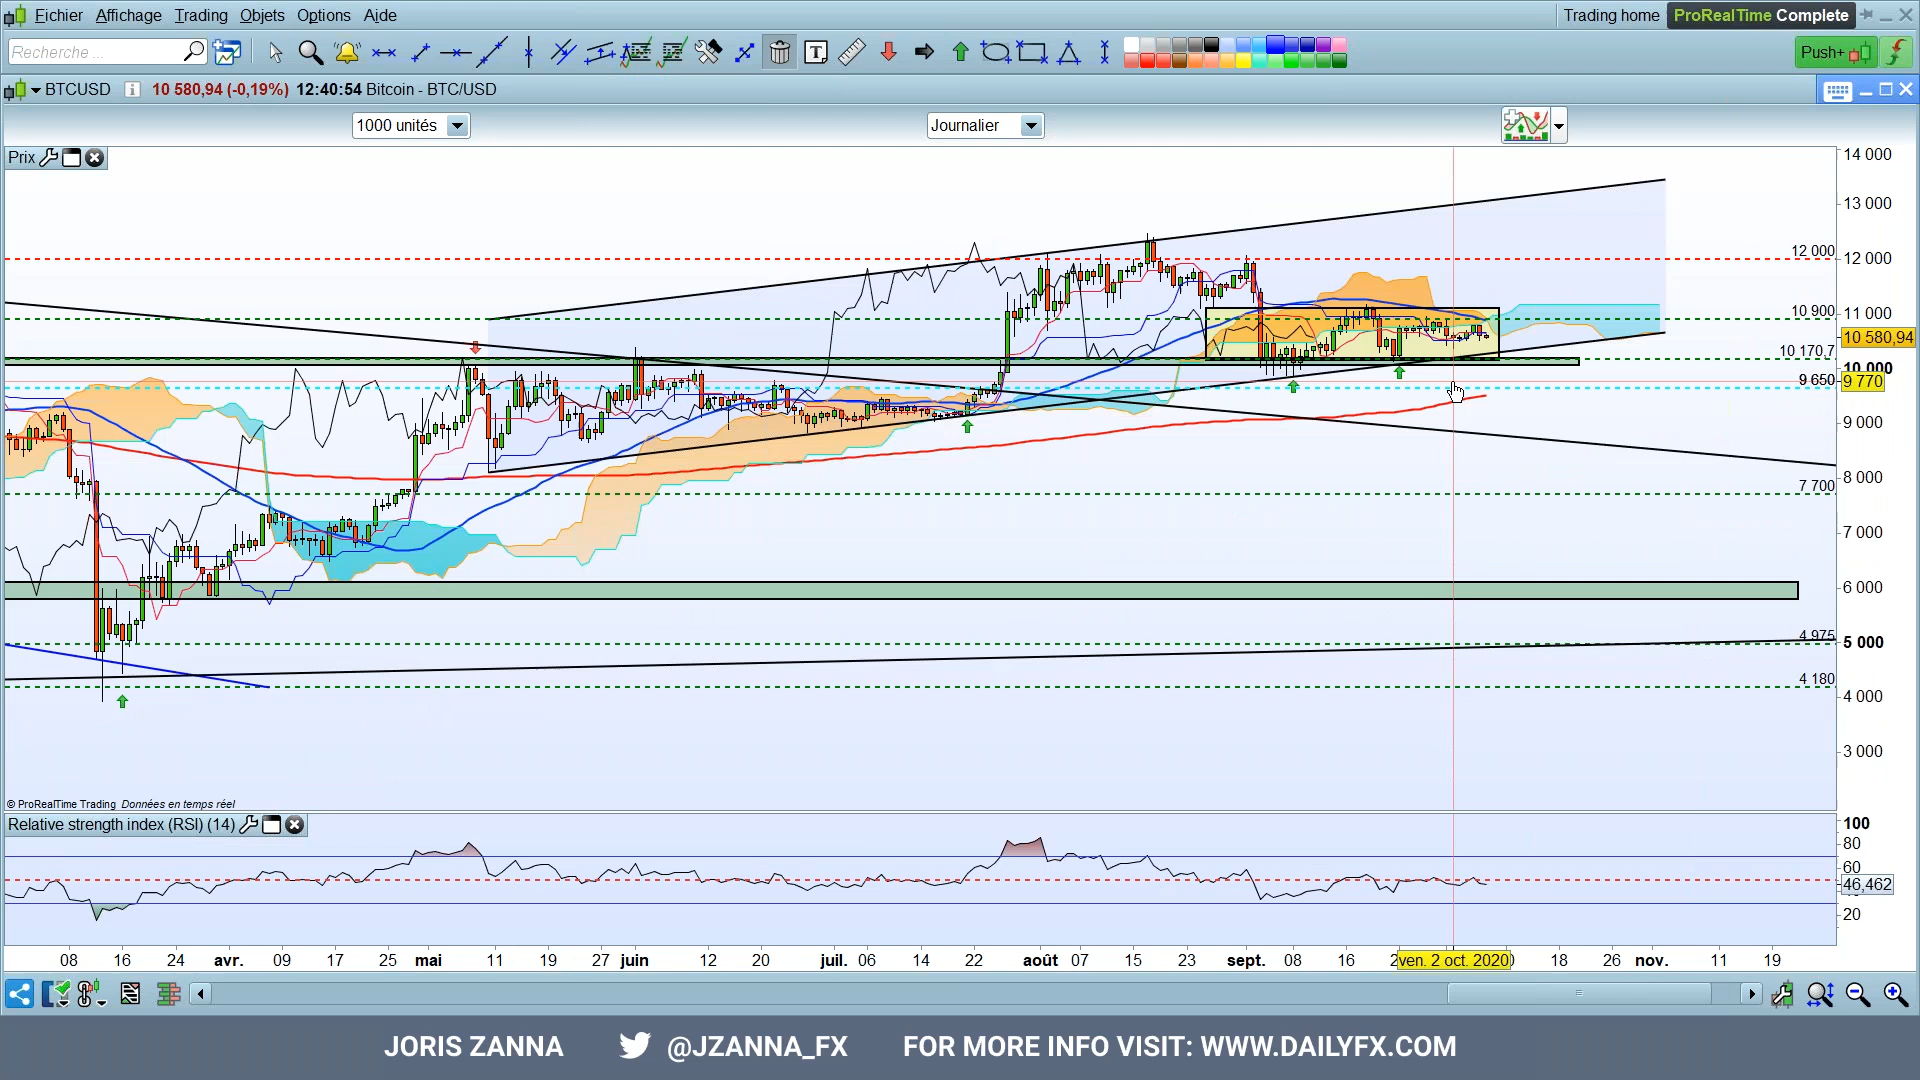 Fichier Affichage Trading Objets Options Aide Trading home ProRealTime Complete
Recherche ... T Push+
BTCUSD i 10 580,94 (-0,19%) 12:40:54 Bitcoin - BTC/USD
1000 unités Journalier
Prix
14 000
13 000
12 000
12 000
10 900
11 000
10 580,94
10 170,7
10 000
9 650
9 770
9 000
8 000
7 700
7 000
6 000
4 975
5 000
4 180
4 000
3 000
© ProRealTime Trading Données en temps réel
Relative strength index (RSI) (14)
100
80
60
46,462
20
08 16 24 avr. 09 17 25 mai 11 19 27 juin 12 20 juil. 06 14 22 août 07 15 23 sept. 08 16 ven. 2 oct. 2020 18 26 nov. 11 19
JORIS ZANNA @JZANNA_FX FOR MORE INFO VISIT: WWW.DAILYFX.COM